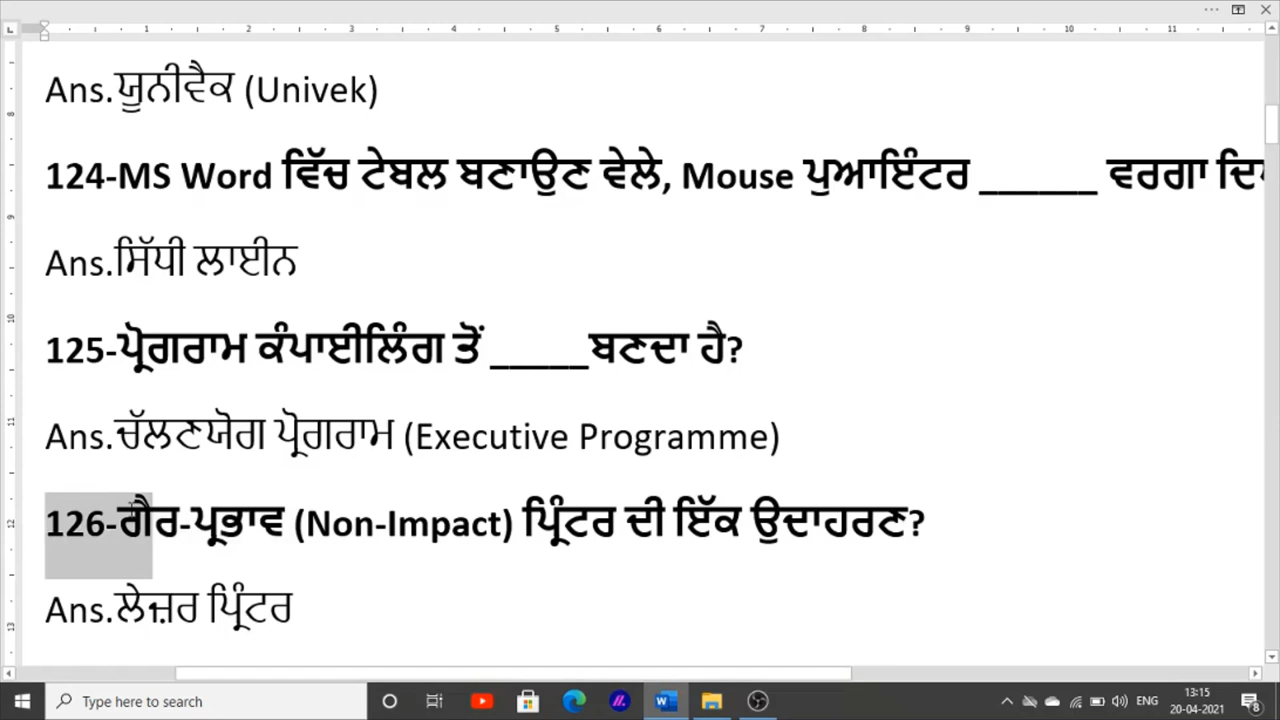 Ans.ਯੂਨੀਵੈਕ (Univek)
124-MS Word ਵਿੱਚ ਟੇਬਲ ਬਣਾਉਣ ਵੇਲੇ, Mouse ਪੁਆਇੰਟਰ ______ ਵਰਗਾ
Ans.ਸਿੱਧੀ ਲਾਈਨ
125-ਪ੍ਰੋਗਰਾਮ ਕੰਪਾਈਲਿੰਗ ਤੋਂ _____ਬਣਦਾ ਹੈ?
Ans.ਚੱਲਣਯੋਗ ਪ੍ਰੋਗਰਾਮ (Executive Programme)
126-ਗੈਰ-ਪ੍ਰਭਾਵ (Non-Impact) ਪ੍ਰਿੰਟਰ ਦੀ ਇੱਕ ਉਦਾਹਰਣ?
Ans.ਲੇਜ਼ਰ ਪ੍ਰਿੰਟਰ
Type here to search
ENG
13:15
20-04-2021
8